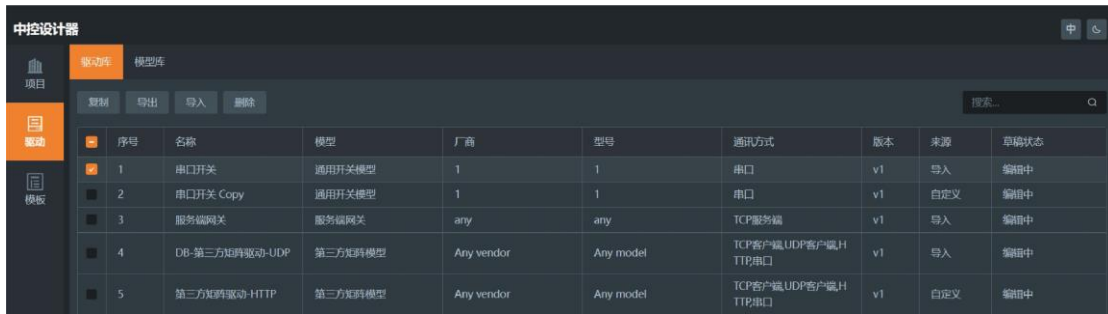 中控设计器
中
项目
驱动
模板
驱动库 模型库
复制 导出 导入 删除
搜索...
序号 名称 模型 厂商 型号 通讯方式 版本 来源 草稿状态
1 串口开关 通用开关模型 1 1 串口 v1 导入 编辑中
2 串口开关 Copy 通用开关模型 1 1 串口 v1 自定义 编辑中
3 服务端网关 服务端网关 any any TCP服务端 v1 导入 编辑中
4 DB-第三方矩阵驱动-UDP 第三方矩阵模型 Any vendor Any model TCP客户端,UDP客户端,H
TTP,串口 v1 导入 编辑中
5 第三方矩阵驱动-HTTP 第三方矩阵模型 Any vendor Any model TCP客户端,UDP客户端,H
TTP,串口 v1 自定义 编辑中